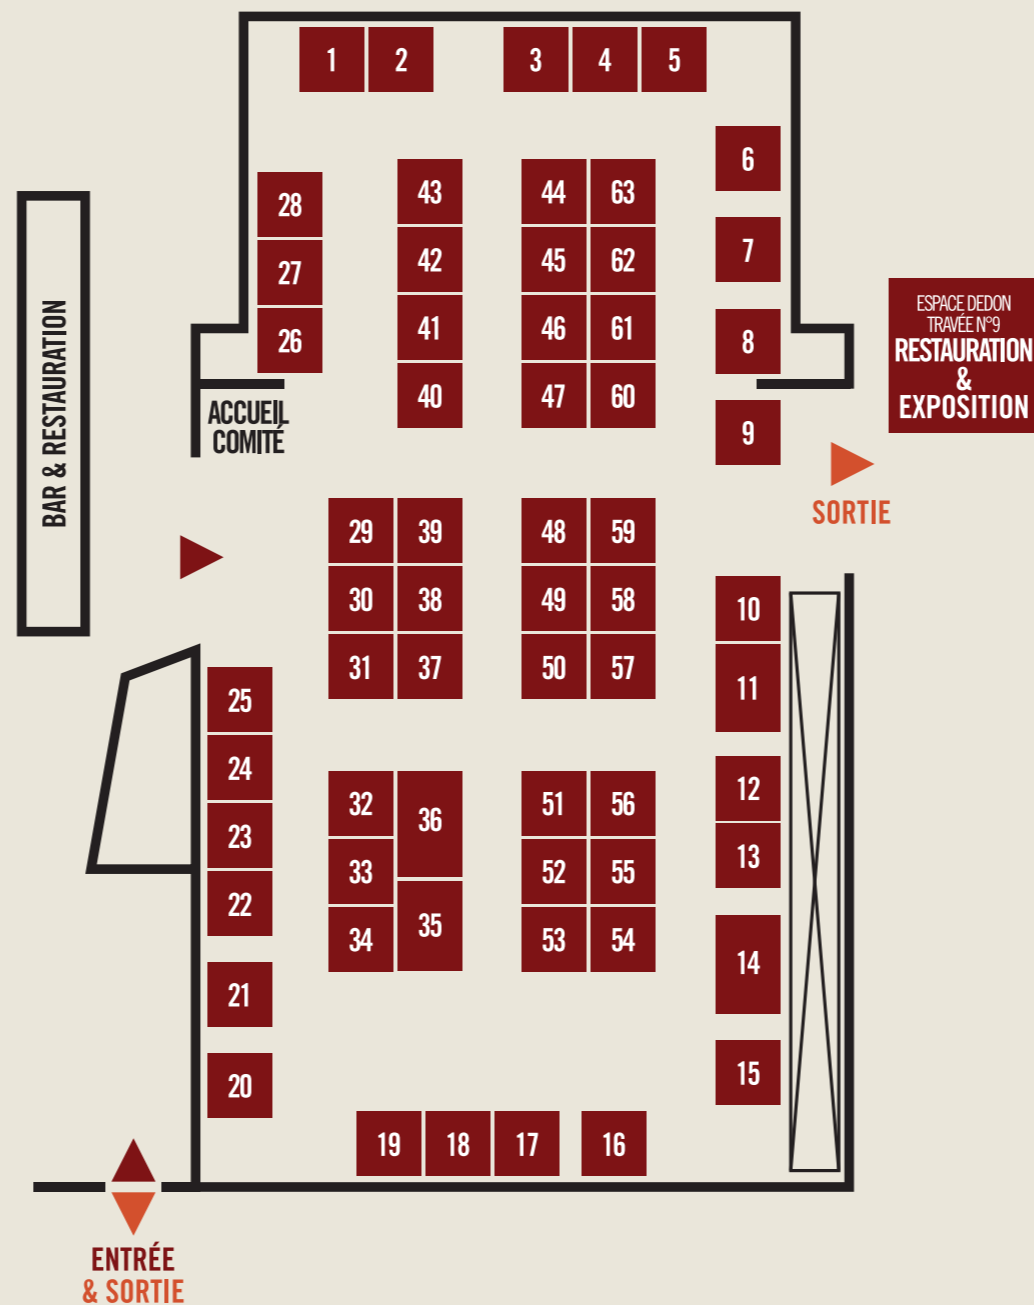 1 2 3 4 5
6
28 43 44 63
7
27 42 45 62
26 41 46 61 8
40 47 60
9
ESPACE DEDON
TRAVÉE N°9
RESTAURATION
&
EXPOSITION
BAR & RESTAURATION
ACCUEIL
COMITÉ
SORTIE
29 39 48 59
30 38 49 58 10
31 37 50 57 11
25
24
23
22
21
20
32 36 51 56 12
33 52 55 13
34 35 53 54
14
15
19 18 17 16
ENTRÉE
& SORTIE